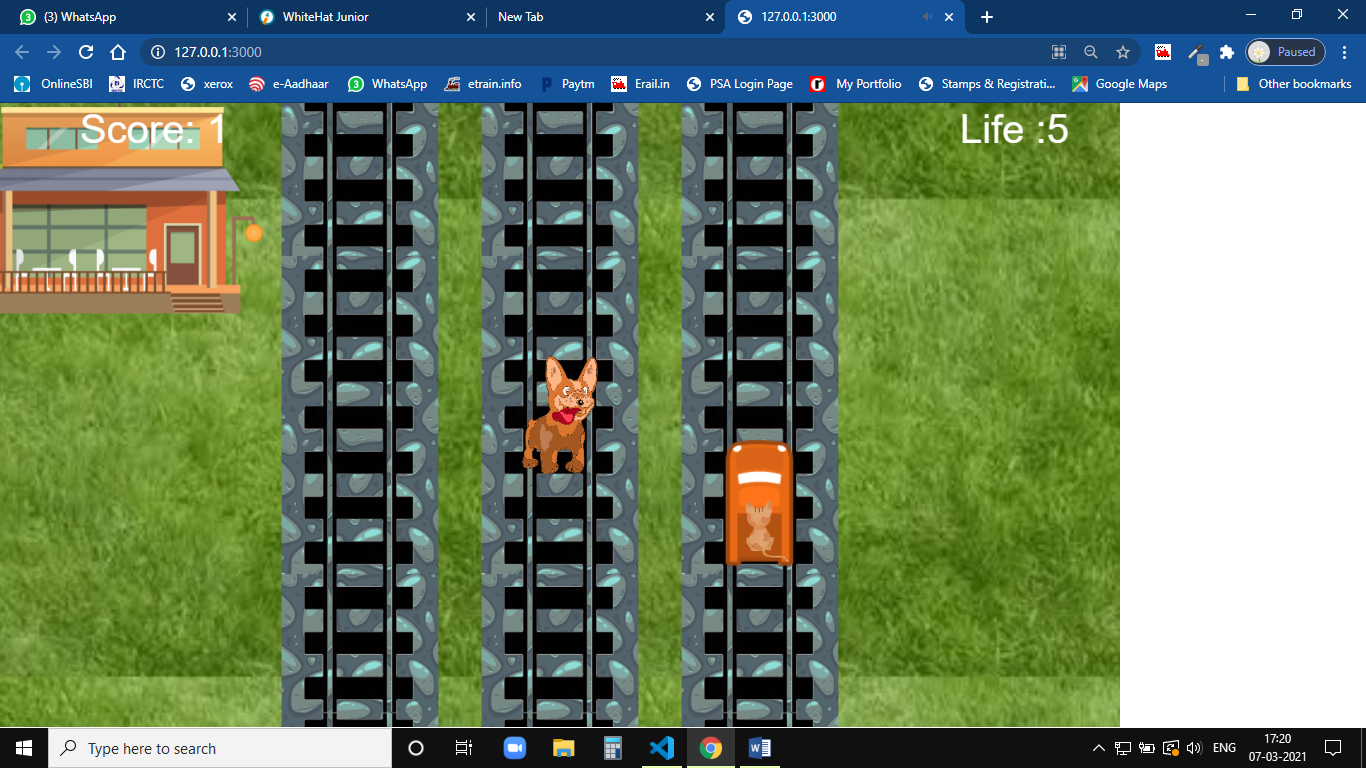 (3) WhatsApp
WhiteHat Junior
New Tab
127.0.0.1:3000
127.0.0.1:3000
Paused
OnlineSBI
IRCTC
xerox
e-Aadhaar
WhatsApp
etrain.info
Paytm
Erail.in
PSA Login Page
My Portfolio
Stamps & Registrati...
Google Maps
Other bookmarks
Score: 1
Life :5
Type here to search
ENG
17:20
07-03-2021